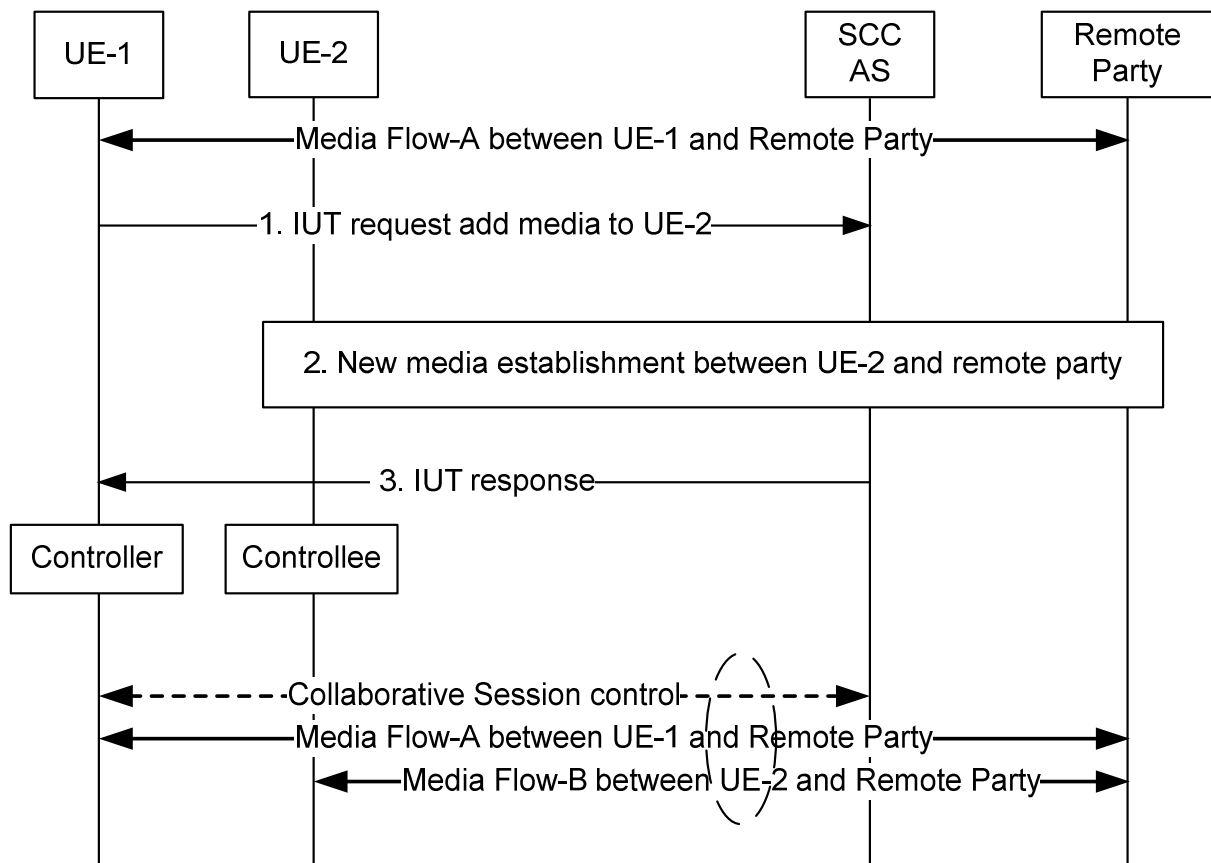 UE-1
UE-2
SCC
AS
Remote
Party
Media Flow-A between UE-1 and Remote Party
1. IUT request add media to UE-2
2. New media establishment between UE-2 and remote party
3. IUT response
Controller
Controllee
Collaborative Session control
Media Flow-A between UE-1 and Remote Party
Media Flow-B between UE-2 and Remote Party